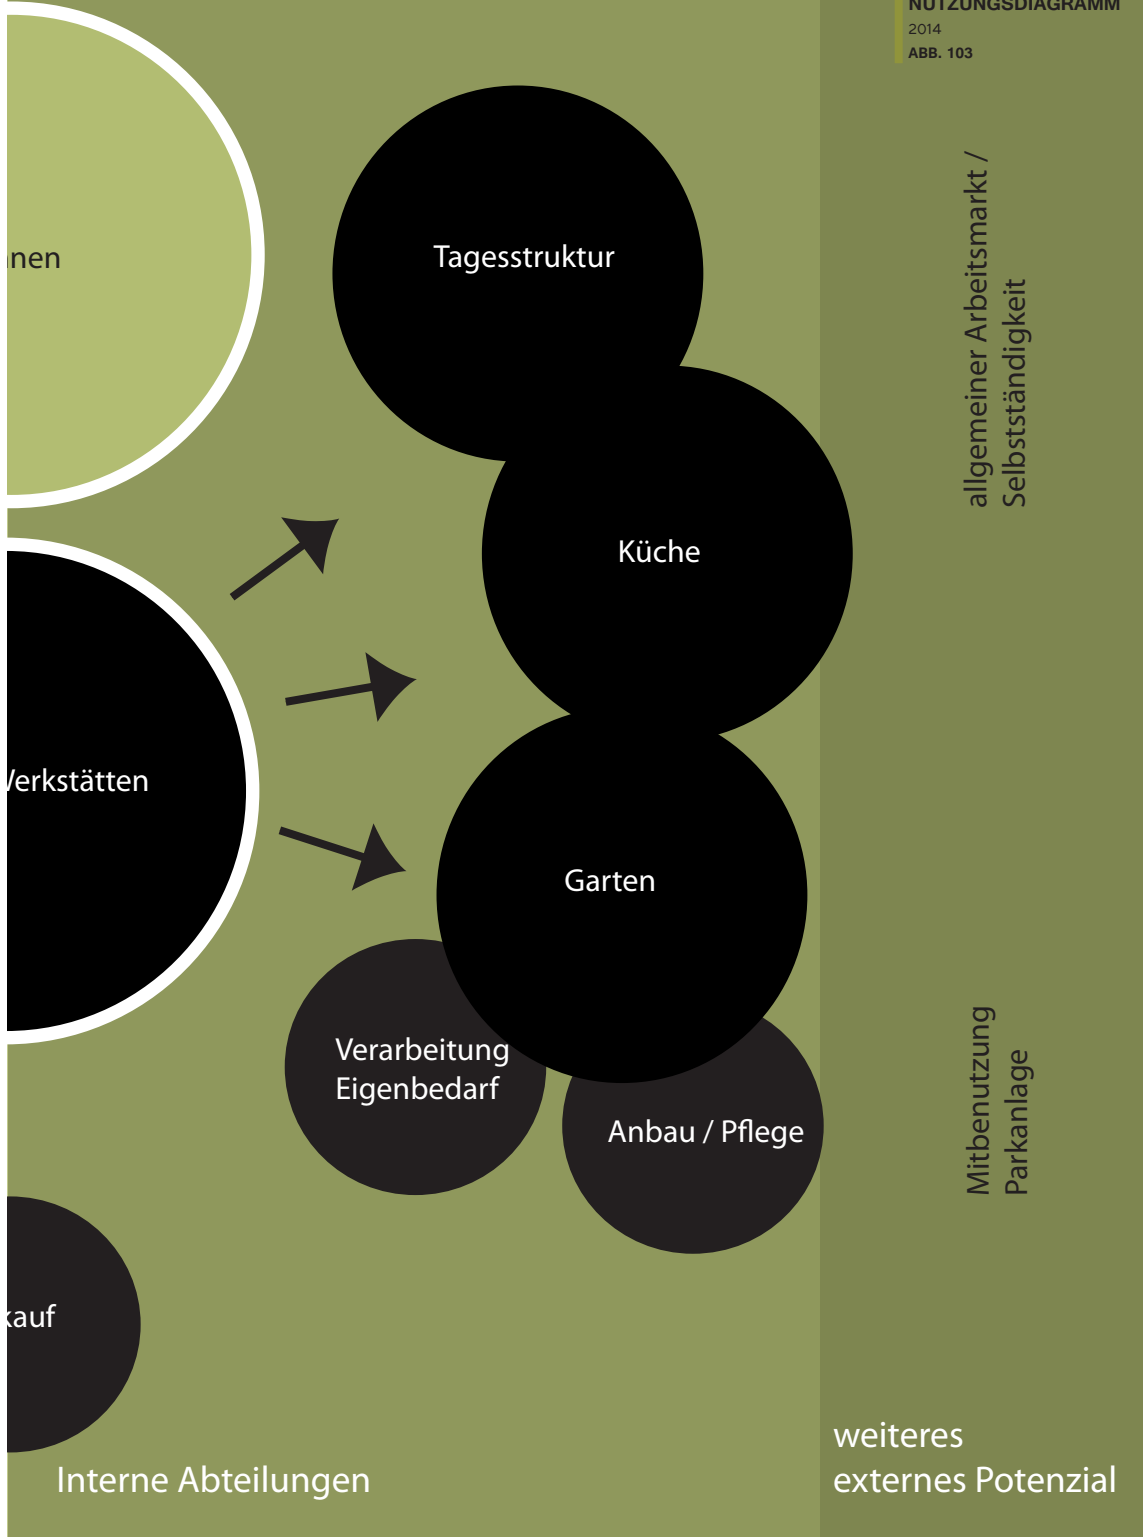 NUTZUNGSDIAGRAMM
2014
ABB. 103
allgemeiner Arbeitsmarkt /
Selbstständigkeit
nen
Tagesstruktur
Küche
Verkstätten
Garten
Verarbeitung
Eigenbedarf
Anbau / Pflege
Mitbenutzung
Parkanlage
kauf
Interne Abteilungen
weiteres
externes Potenzial